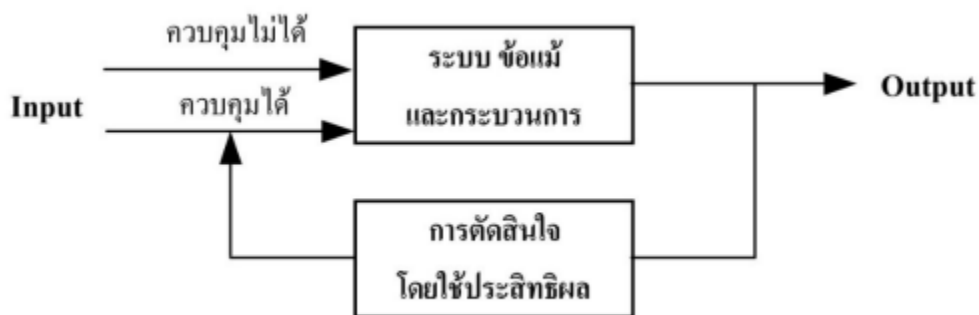 ควบคุมไม่ได้
Input
ควบคุมได้
ระบบ ข้อแม้
และกระบวนการ
Output
การตัดสินใจ
โดยใช้ประสิทธิผล